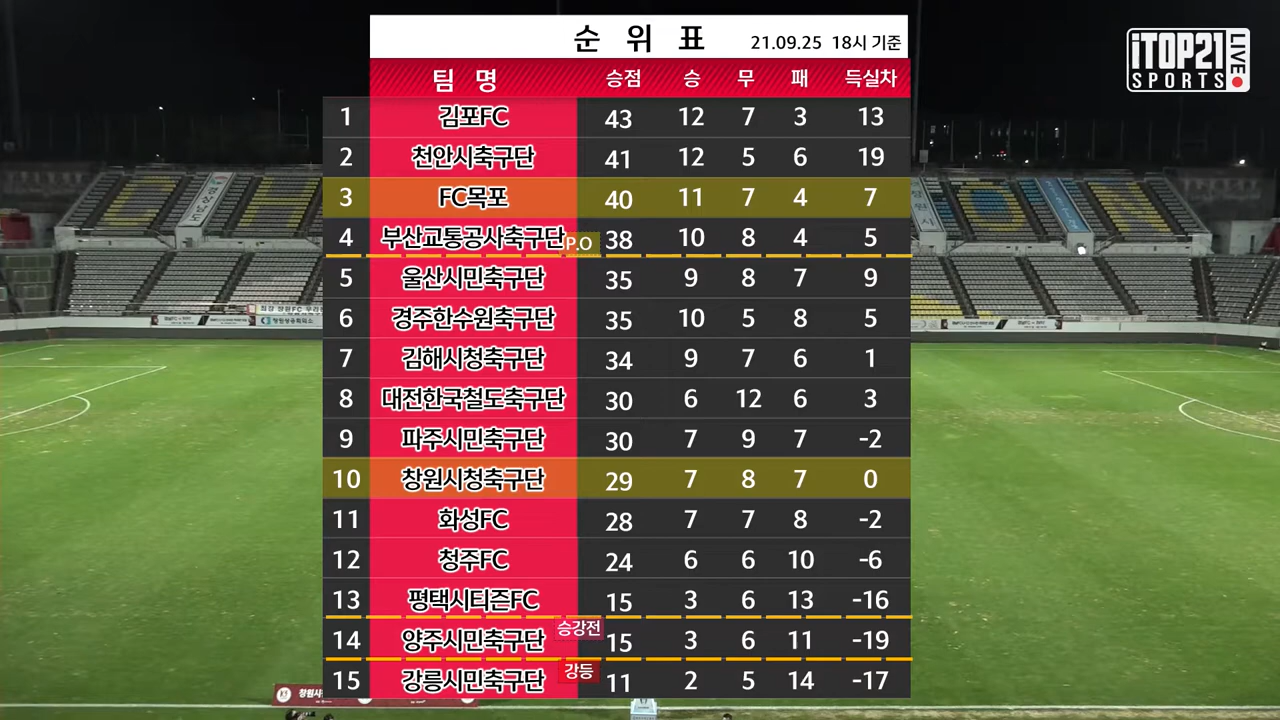 순 위 표 21.09.25 18시 기준
iTOP21 LIVE
SPORTS
팀 명 승점 승 무 패 득실차
1 김포FC 43 12 7 3 13
2 천안시축구단 41 12 5 6 19
3 FC목포 40 11 7 4 7
4 부산교통공사축구단 P.O 38 10 8 4 5
5 울산시민축구단 35 9 8 7 9
6 경주한수원축구단 35 10 5 8 5
7 김해시청축구단 34 9 7 6 1
8 대전한국철도축구단 30 6 12 6 3
9 파주시민축구단 30 7 9 7 -2
10 창원시청축구단 29 7 8 7 0
11 화성FC 28 7 7 8 -2
12 청주FC 24 6 6 10 -6
13 평택시티즌FC 15 3 6 13 -16
승강전
14 양주시민축구단 15 3 6 11 -19
강등
15 강릉시민축구단 11 2 5 14 -17